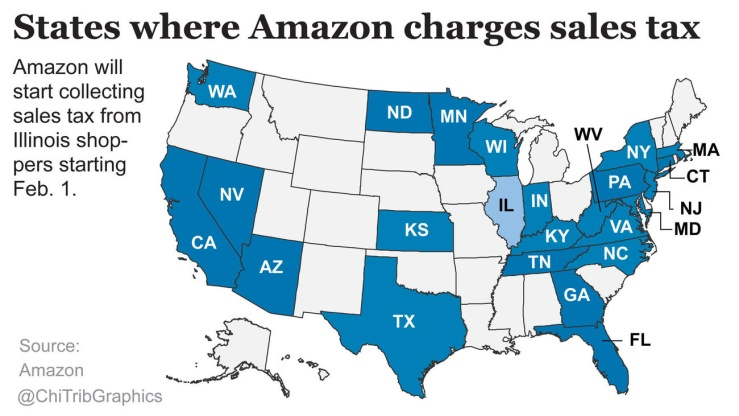 States where Amazon charges sales tax
Amazon will
start collecting
sales tax from
Illinois shop-
pers starting
Feb. 1.
WA
ND
MN
WI
WV
NY
MA
CT
PA
NJ
MD
NV
CA
AZ
KS
IL
IN
KY
VA
TN
NC
TX
GA
FL
Source:
Amazon
@ChiTribGraphics